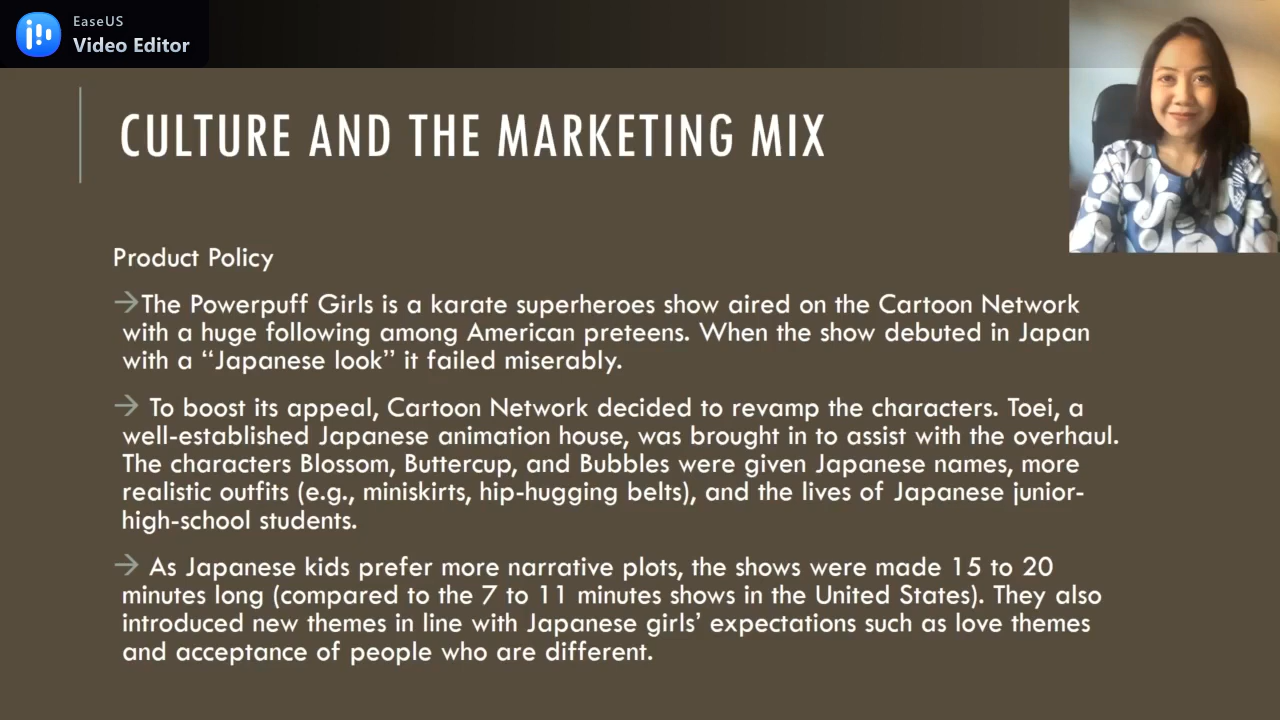 EaseUS
Video Editor
CULTURE AND THE MARKETING MIX
Product Policy
→The Powerpuff Girls is a karate superheroes show aired on the Cartoon Network
with a huge following among American preteens. When the show debuted in Japan
with a “Japanese look” it failed miserably.
→ To boost its appeal, Cartoon Network decided to revamp the characters. Toei, a
well-established Japanese animation house, was brought in to assist with the overhaul.
The characters Blossom, Buttercup, and Bubbles were given Japanese names, more
realistic outfits (e.g., miniskirts, hip-hugging belts), and the lives of Japanese junior-
high-school students.
→ As Japanese kids prefer more narrative plots, the shows were made 15 to 20
minutes long (compared to the 7 to 11 minutes shows in the United States). They also
introduced new themes in line with Japanese girls’ expectations such as love themes
and acceptance of people who are different.